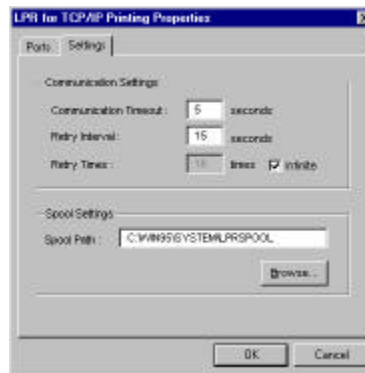 LPR for TCP/IP Printing Properties
Ports Settings
Communication Settings
Communication Timeout : 5 seconds
Retry Interval : 15 seconds
Retry Times : times infinite
Spool Settings
Spool Path : C:\WIN95\SYSTEM\LPRSPOOL
Browse...
OK Cancel